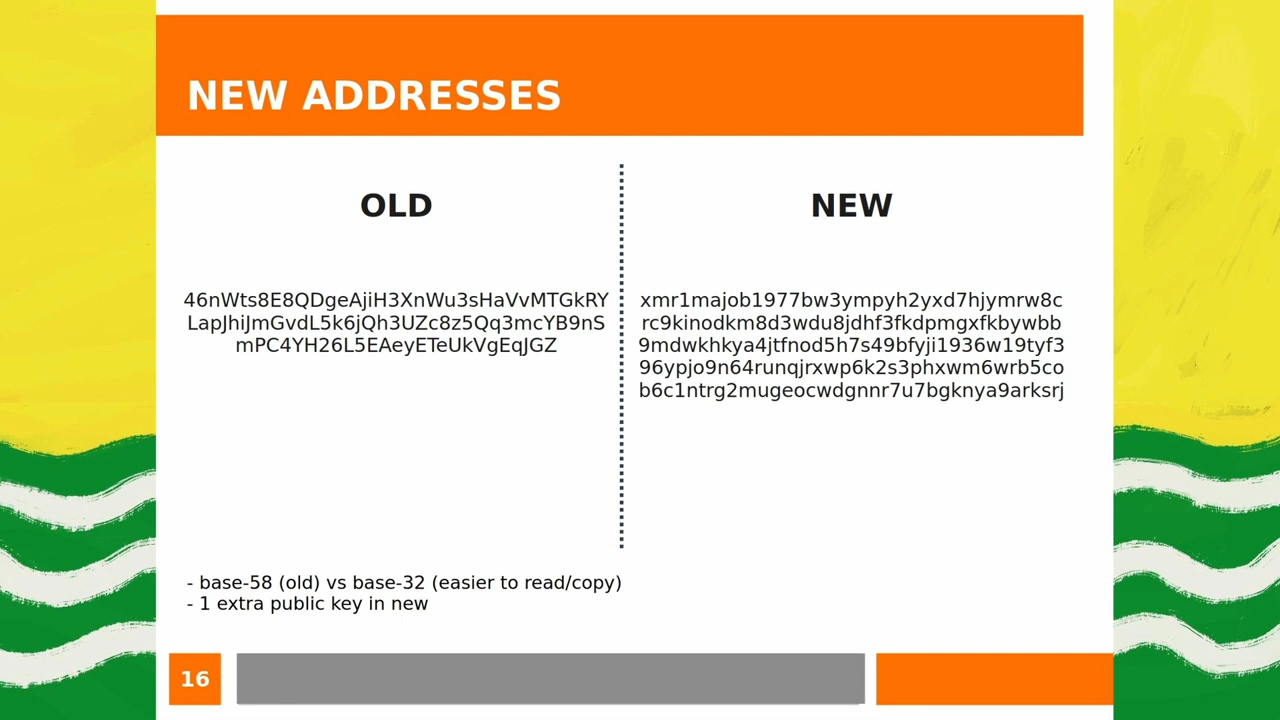 NEW ADDRESSES
OLD
46nWts8E8QDgeAjiH3XnWu3sHaVvMTGkRY
LapJhiJmGvdL5k6jQh3UZc8z5Qq3mcYB9nS
mPC4YH26L5EAeyETeUkVgEqJGZ
NEW
xmr1majob1977bw3ympyh2yxd7hjymrw8c
rc9kinodkm8d3wdu8jdhf3fkdpmgxfkbywbb
9mdwkhkya4jtfnod5h7s49bfyji1936w19tyf3
96ypjo9n64runqjrxwp6k2s3phxwm6wrb5co
b6c1ntrg2mugeocwdgnnr7u7bgknya9arksrj
- base-58 (old) vs base-32 (easier to read/copy)
- 1 extra public key in new
16